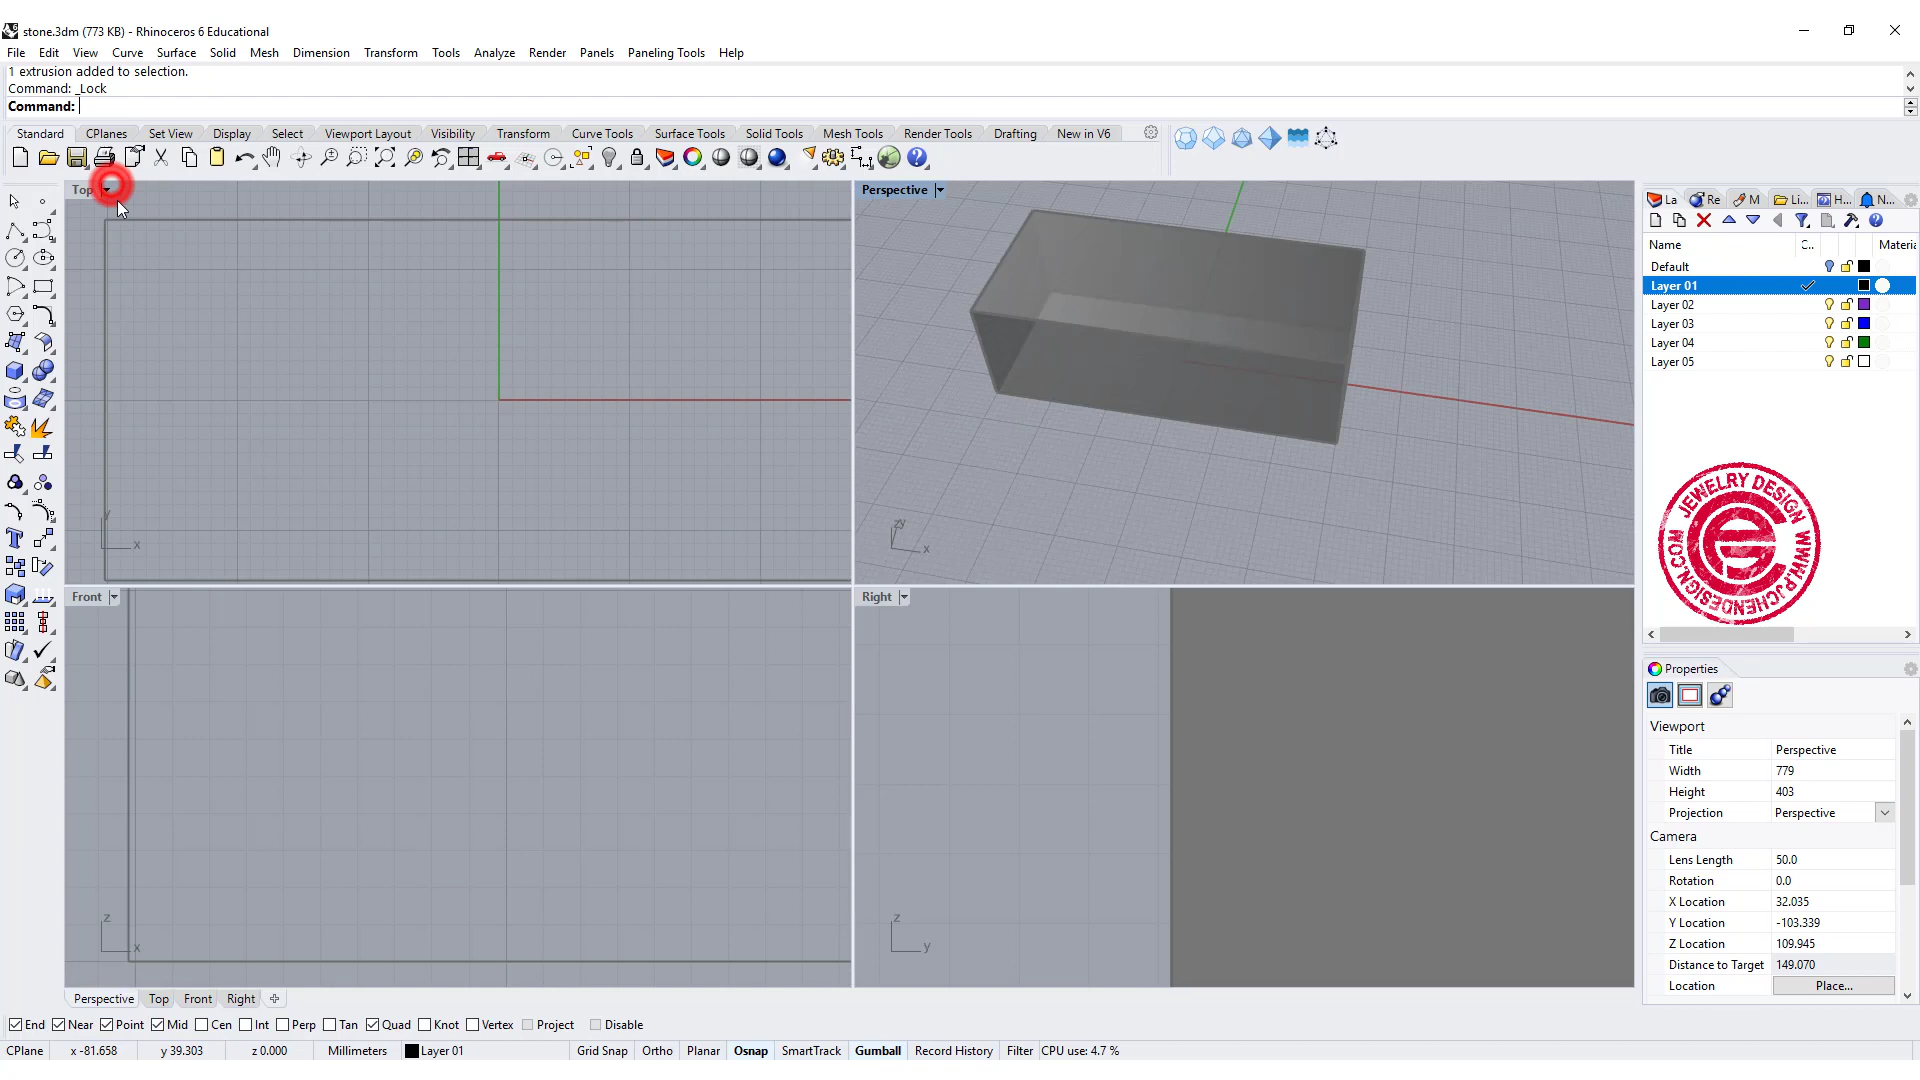 stone.3dm (773 KB) - Rhinoceros 6 Educational
File Edit View Curve Surface Solid Mesh Dimension Transform Tools Analyze Render Panels Paneling Tools Help
1 extrusion added to selection.
Command: _Lock
Command:
Standard CPlanes Set View Display Select Viewport Layout Visibility Transform Curve Tools Surface Tools Solid Tools Mesh Tools Render Tools Drafting New in V6
Top
Perspective
La Re M Li... H... N...
Name C.. Materia
Default
Layer 01
Layer 02
Layer 03
Layer 04
Layer 05
y x
zy x
JEWELRY DESIGN WWW.PJCHENDESIGN.COM
Front
Right
z x
z y
Properties
Viewport
Title Perspective
Width 779
Height 403
Projection Perspective
Camera
Lens Length 50.0
Rotation 0.0
X Location 32.035
Y Location -103.339
Z Location 109.945
Distance to Target 149.070
Location Place...
Perspective Top Front Right
End Near Point Mid Cen Int Perp Tan Quad Knot Vertex Project Disable
CPlane x -81.658 y 39.303 z 0.000 Millimeters Layer 01 Grid Snap Ortho Planar Osnap SmartTrack Gumball Record History Filter CPU use: 4.7 %